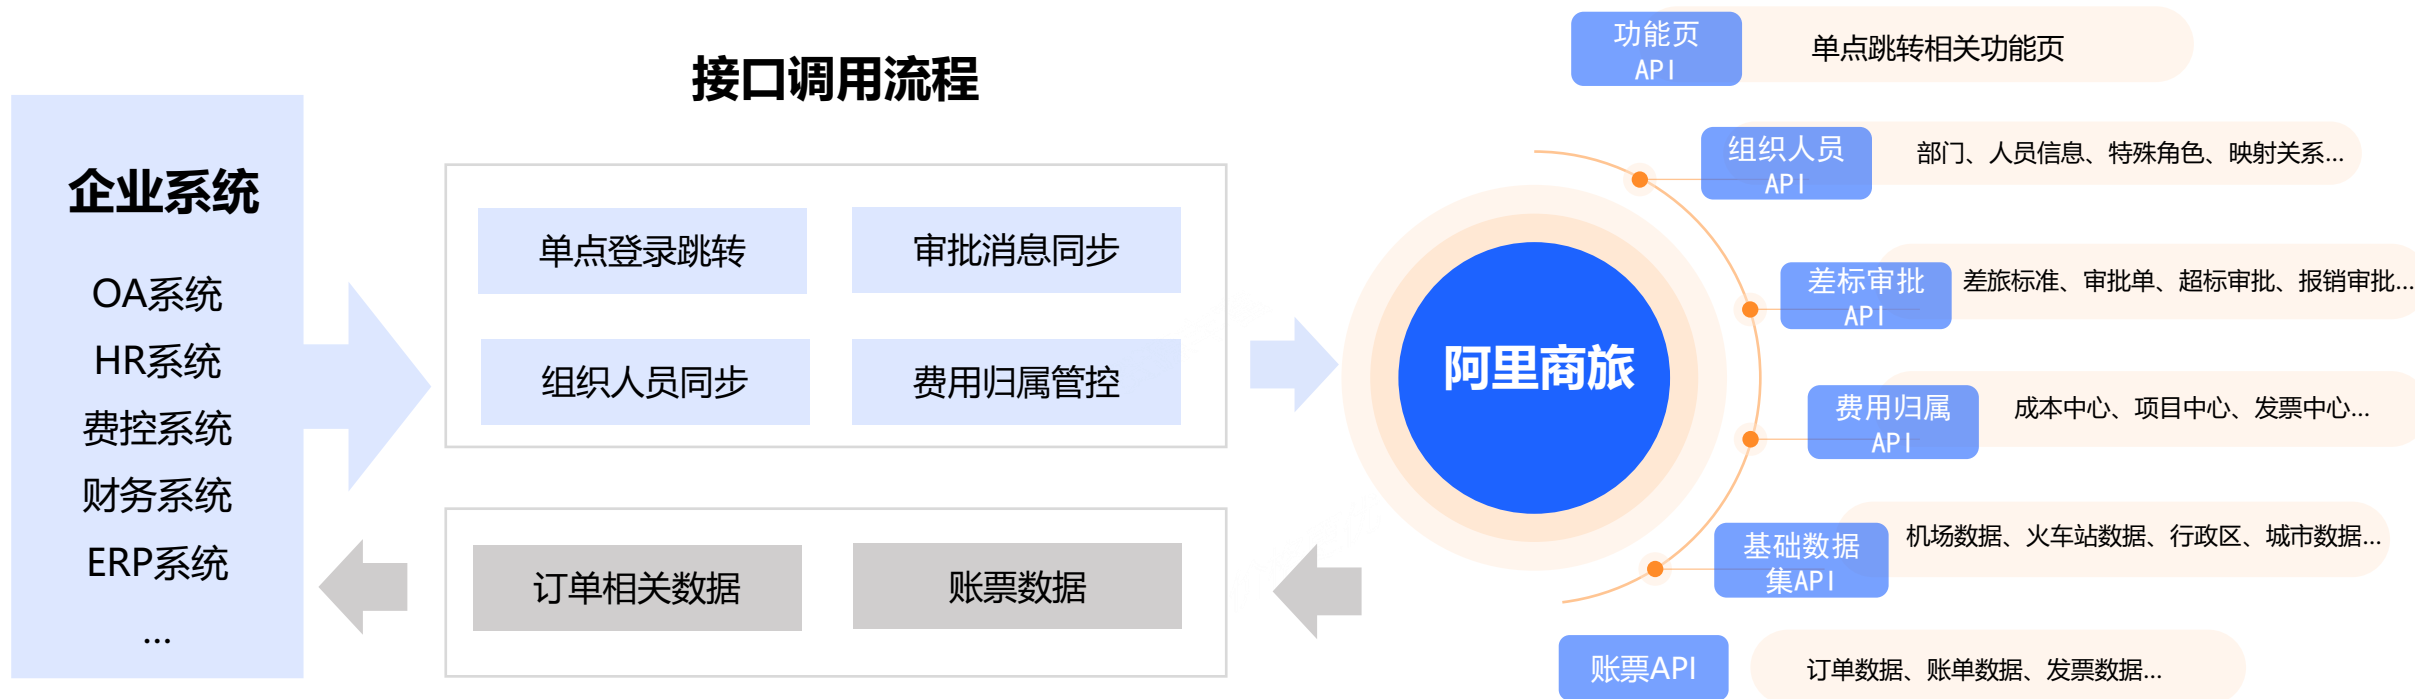 接口调用流程
企业系统
OA系统
HR系统
费控系统
财务系统
ERP系统
...
单点登录跳转
审批消息同步
组织人员同步
费用归属管控
订单相关数据
账票数据
阿里商旅
功能页
API
单点跳转相关功能页
组织人员
API
部门、人员信息、特殊角色、映射关系...
差标审批
API
差旅标准、审批单、超标审批、报销审批...
费用归属
API
成本中心、项目中心、发票中心...
基础数据
集API
机场数据、火车站数据、行政区、城市数据...
账票API
订单数据、账单数据、发票数据...